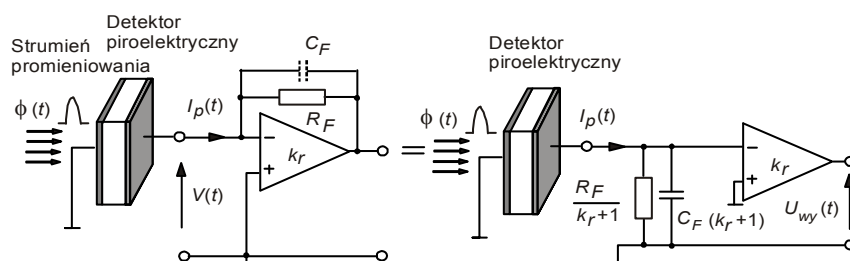 Detektor
piroelektryczny
Strumień
promieniowania
ϕ (t)
I_p(t)
C_F
R_F
−
+
k_r
V(t)
=
Detektor
piroelektryczny
ϕ (t)
I_p(t)
R_F
k_r+1
C_F (k_r+1)
−
+
k_r
U_wy(t)